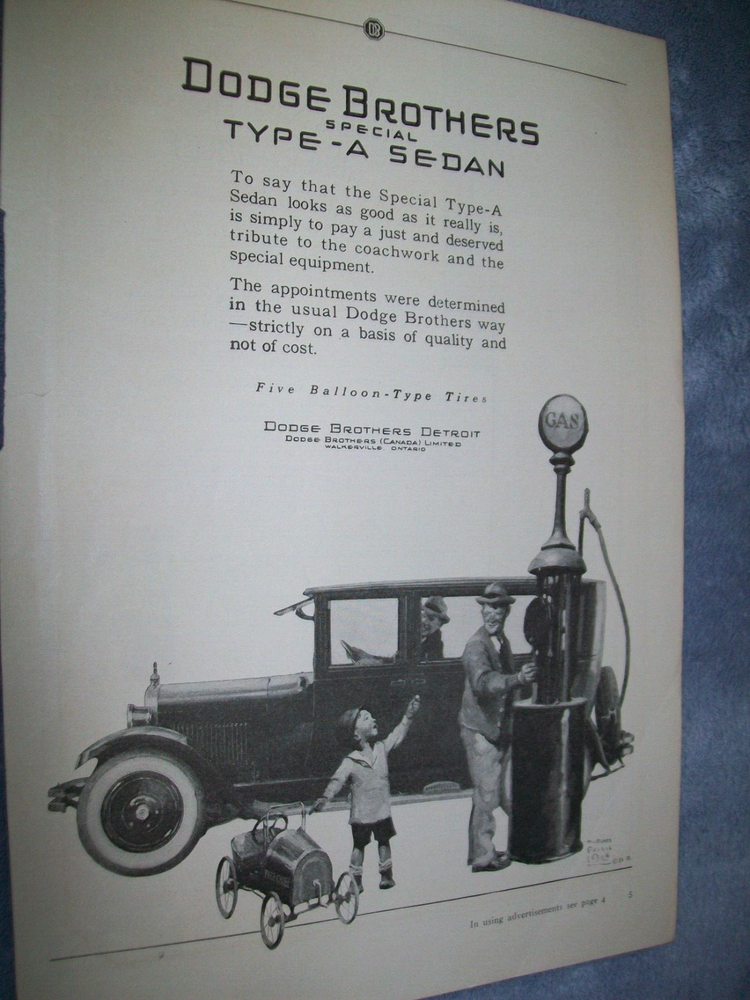 DB
DODGE BROTHERS
SPECIAL
TYPE-A SEDAN
To say that the Special Type-A
Sedan looks as good as it really is,
is simply to pay a just and deserved
tribute to the coachwork and the
special equipment.
The appointments were determined
in the usual Dodge Brothers way
—strictly on a basis of quality and
not of cost.
Five Balloon-Type Tires
DODGE BROTHERS DETROIT
DODGE BROTHERS (CANADA) LIMITED
WALKERVILLE, ONTARIO
GAS
In using advertisements see page 4
5